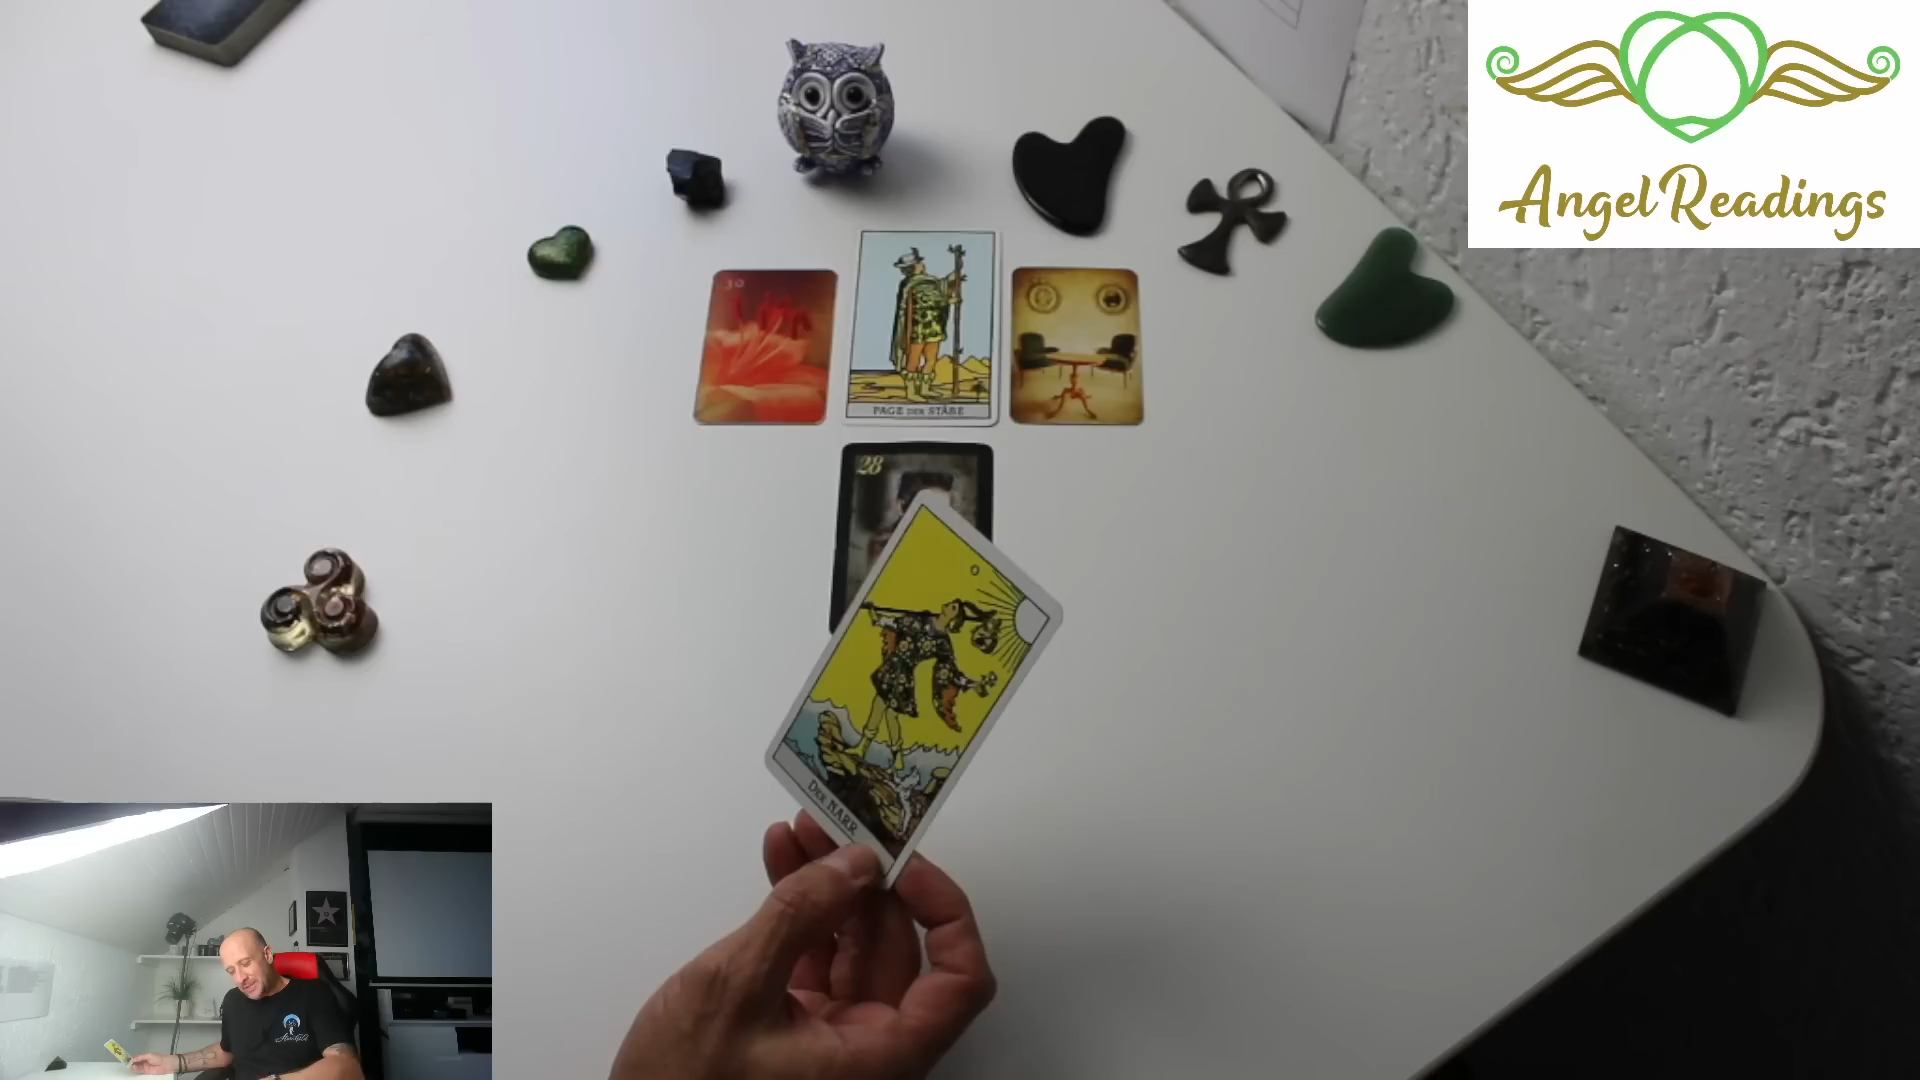 Angel Readings
30
PAGE DER STÄBE
28
0
DER NARR